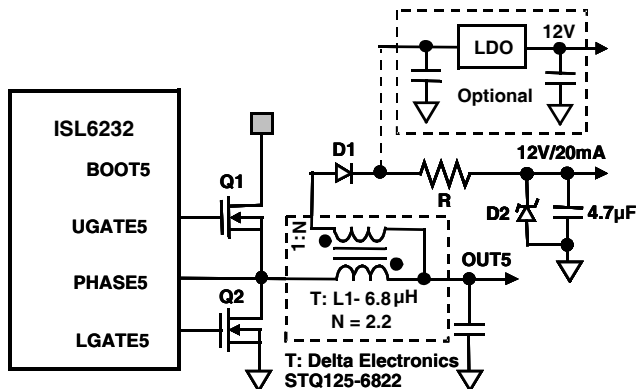 LDO
12V
Optional
ISL6232
BOOT5
UGATE5
PHASE5
LGATE5
Q1
Q2
D1
R
12V/20mA
D2
4.7µF
1:N
OUT5
T: L1- 6.8µH
N = 2.2
T: Delta Electronics
STQ125-6822